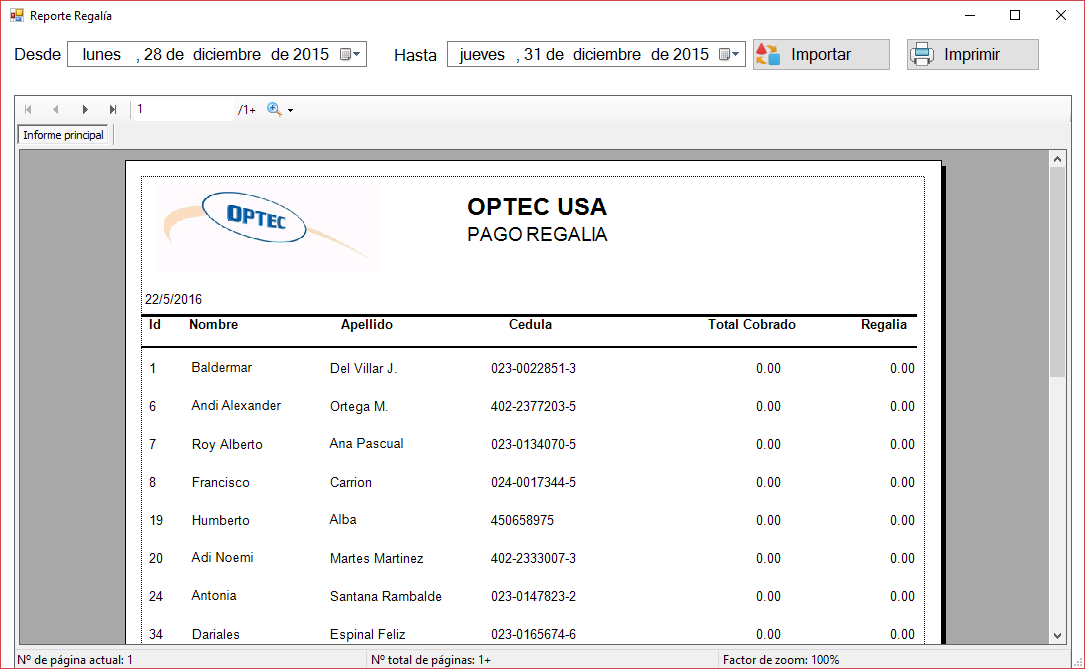 Reporte Regalía
Desde lunes , 28 de diciembre de 2015 Hasta jueves , 31 de diciembre de 2015 Importar Imprimir
1 /1+
Informe principal
OPTEC
OPTEC USA
PAGO REGALIA
22/5/2016
Id Nombre Apellido Cedula Total Cobrado Regalia
1 Baldermar Del Villar J. 023-0022851-3 0.00 0.00
6 Andi Alexander Ortega M. 402-2377203-5 0.00 0.00
7 Roy Alberto Ana Pascual 023-0134070-5 0.00 0.00
8 Francisco Carrion 024-0017344-5 0.00 0.00
19 Humberto Alba 450658975 0.00 0.00
20 Adi Noemi Martes Martinez 402-2333007-3 0.00 0.00
24 Antonia Santana Rambalde 023-0147823-2 0.00 0.00
34 Dariales Espinal Feliz 023-0165674-6 0.00 0.00
Nº de página actual: 1 Nº total de páginas: 1+ Factor de zoom: 100%